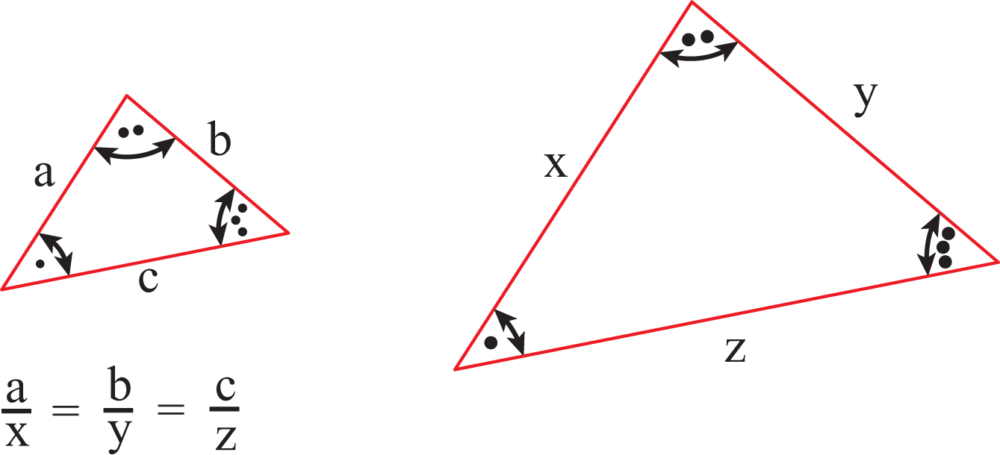 a
b
c
x
y
z
a/x = b/y = c/z